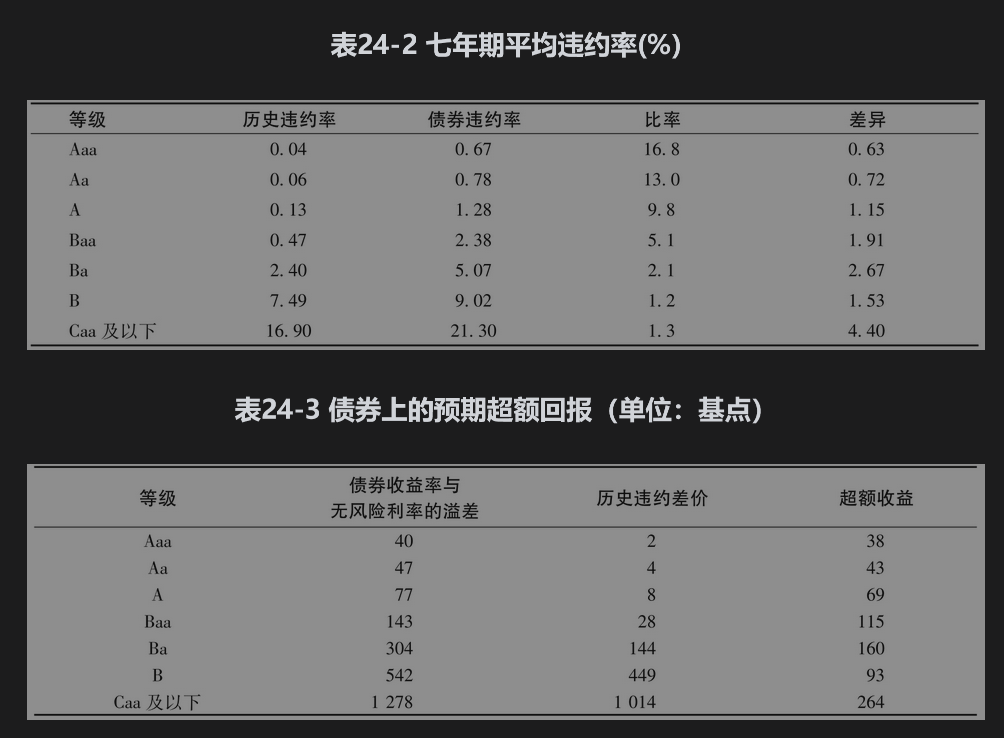 表24-2 七年期平均违约率(%)
等级 历史违约率 债券违约率 比率 差异
Aaa 0.04 0.67 16.8 0.63
Aa 0.06 0.78 13.0 0.72
A 0.13 1.28 9.8 1.15
Baa 0.47 2.38 5.1 1.91
Ba 2.40 5.07 2.1 2.67
B 7.49 9.02 1.2 1.53
Caa 及以下 16.90 21.30 1.3 4.40
表24-3 债券上的预期超额回报（单位：基点）
等级 债券收益率与 历史违约差价 超额收益
无风险利率的溢差
Aaa 40 2 38
Aa 47 4 43
A 77 8 69
Baa 143 28 115
Ba 304 144 160
B 542 449 93
Caa 及以下 1 278 1 014 264